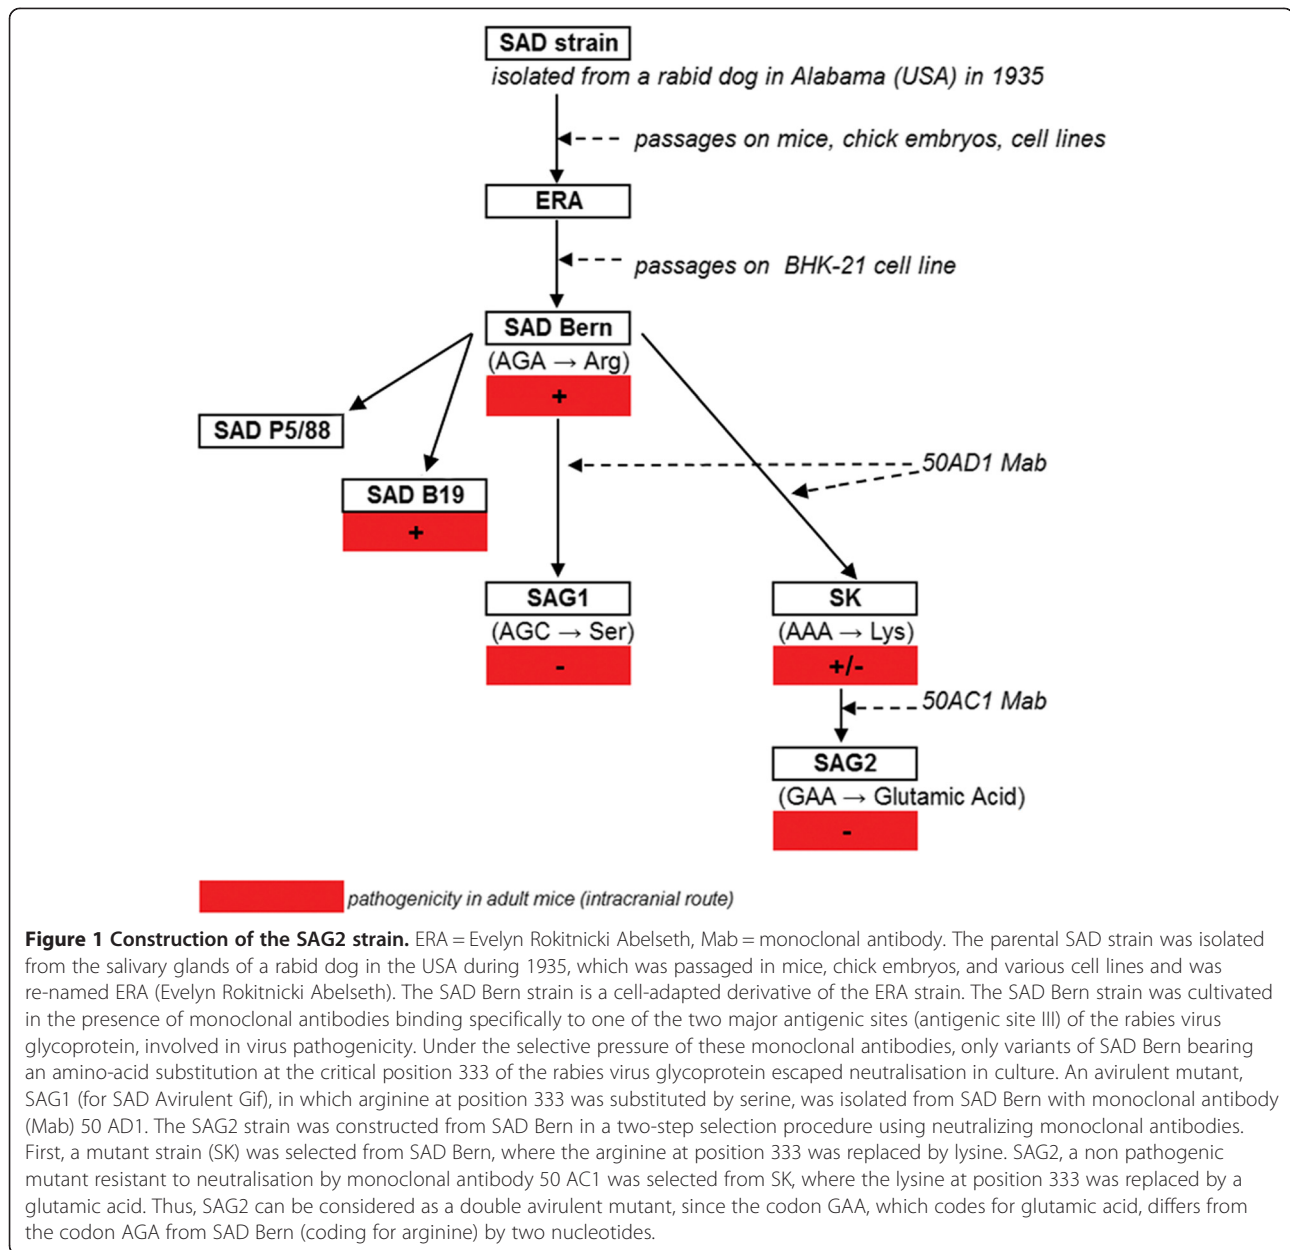 SAD strain
isolated from a rabid dog in Alabama (USA) in 1935
passages on mice, chick embryos, cell lines
ERA
passages on BHK-21 cell line
SAD Bern
(AGA → Arg)
+
SAD P5/88
50AD1 Mab
SAD B19
+
SAG1
(AGC → Ser)
-
SK
(AAA → Lys)
+/-
50AC1 Mab
SAG2
(GAA → Glutamic Acid)
-
pathogenicity in adult mice (intracranial route)
Figure 1 Construction of the SAG2 strain. ERA = Evelyn Rokitnicki Abelseth, Mab = monoclonal antibody. The parental SAD strain was isolated
from the salivary glands of a rabid dog in the USA during 1935, which was passaged in mice, chick embryos, and various cell lines and was
re-named ERA (Evelyn Rokitnicki Abelseth). The SAD Bern strain is a cell-adapted derivative of the ERA strain. The SAD Bern strain was cultivated
in the presence of monoclonal antibodies binding specifically to one of the two major antigenic sites (antigenic site III) of the rabies virus
glycoprotein, involved in virus pathogenicity. Under the selective pressure of these monoclonal antibodies, only variants of SAD Bern bearing
an amino-acid substitution at the critical position 333 of the rabies virus glycoprotein escaped neutralisation in culture. An avirulent mutant,
SAG1 (for SAD Avirulent Gif), in which arginine at position 333 was substituted by serine, was isolated from SAD Bern with monoclonal antibody
(Mab) 50 AD1. The SAG2 strain was constructed from SAD Bern in a two-step selection procedure using neutralizing monoclonal antibodies.
First, a mutant strain (SK) was selected from SAD Bern, where the arginine at position 333 was replaced by lysine. SAG2, a non pathogenic
mutant resistant to neutralisation by monoclonal antibody 50 AC1 was selected from SK, where the lysine at position 333 was replaced by a
glutamic acid. Thus, SAG2 can be considered as a double avirulent mutant, since the codon GAA, which codes for glutamic acid, differs from
the codon AGA from SAD Bern (coding for arginine) by two nucleotides.